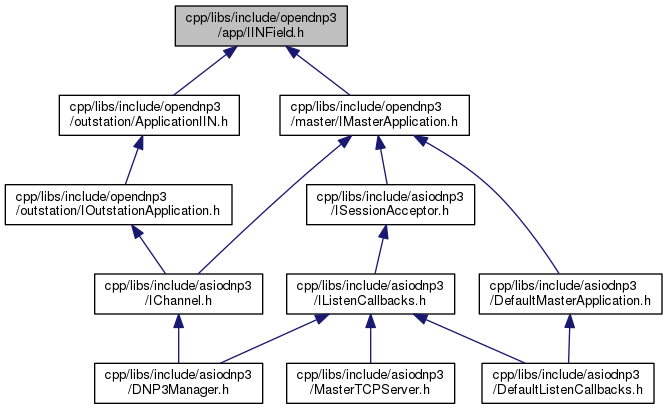 cpp/libs/include/opendnp3
/app/IINField.h
cpp/libs/include/opendnp3
/outstation/ApplicationIIN.h
cpp/libs/include/opendnp3
/master/IMasterApplication.h
cpp/libs/include/opendnp3
/outstation/IOutstationApplication.h
cpp/libs/include/asiodnp3
/ISessionAcceptor.h
cpp/libs/include/asiodnp3
/IChannel.h
cpp/libs/include/asiodnp3
/IListenCallbacks.h
cpp/libs/include/asiodnp3
/DefaultMasterApplication.h
cpp/libs/include/asiodnp3
/DNP3Manager.h
cpp/libs/include/asiodnp3
/MasterTCPServer.h
cpp/libs/include/asiodnp3
/DefaultListenCallbacks.h